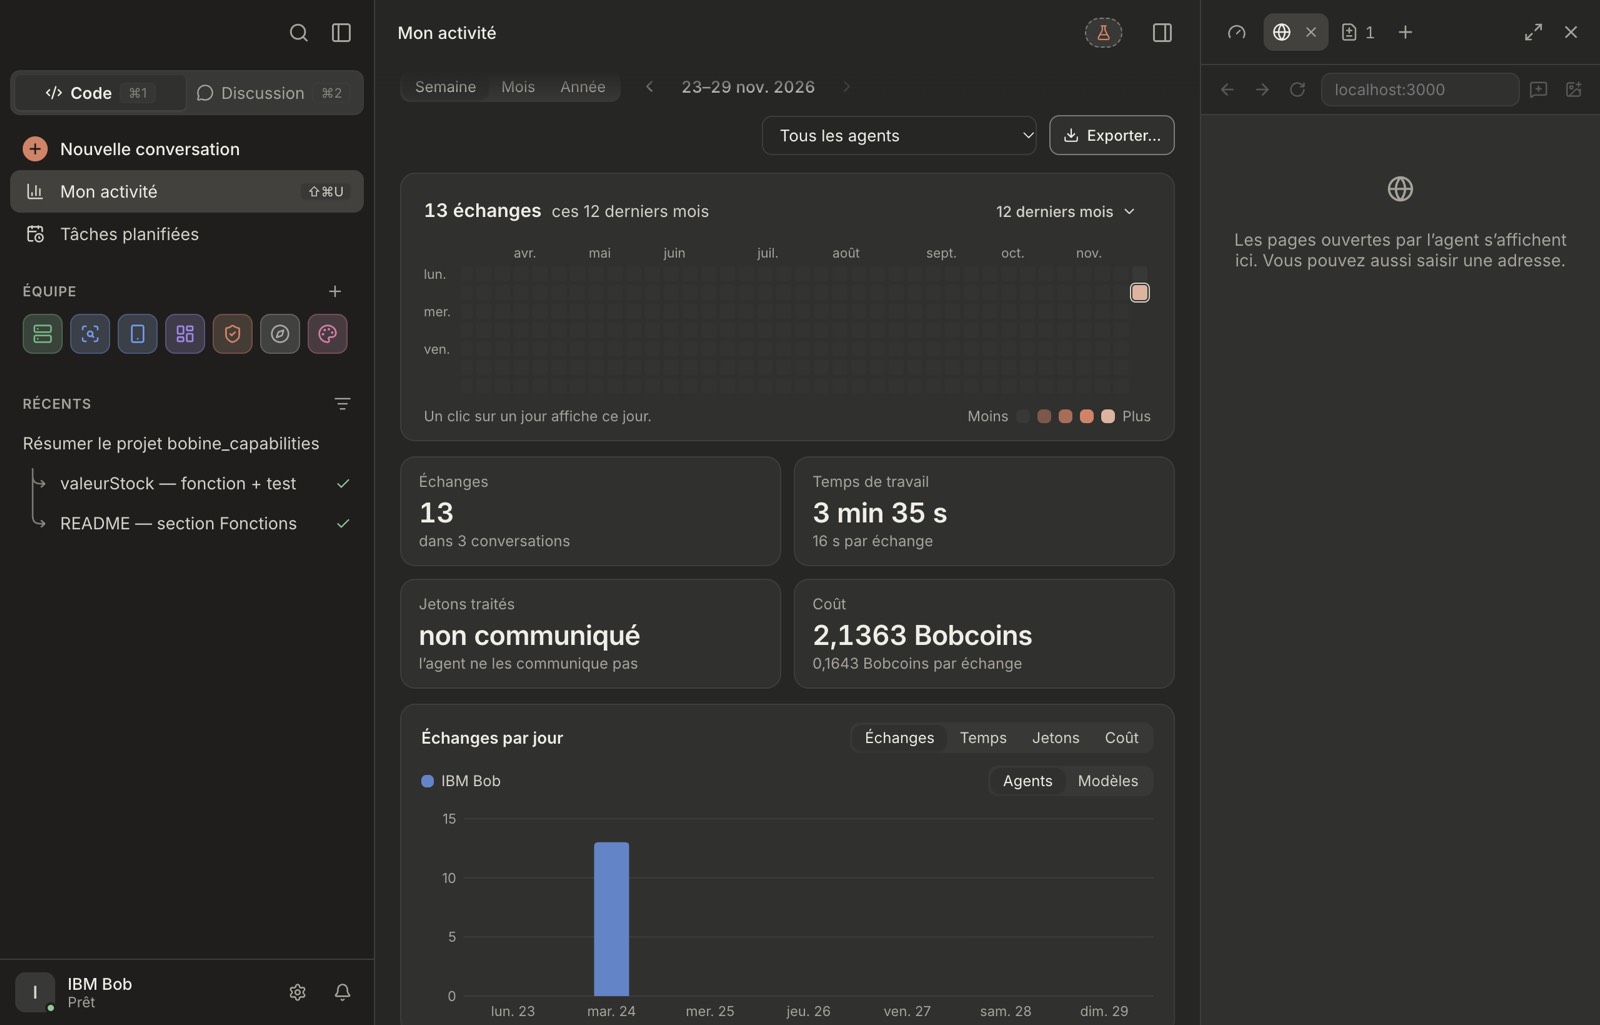 Code ⌘1 Discussion ⌘2
Nouvelle conversation
Mon activité ⇧⌘U
Tâches planifiées
ÉQUIPE
RÉCENTS
Résumer le projet bobine_capabilities
valeurStock — fonction + test
README — section Fonctions
I
IBM Bob
Prêt
Mon activité
Semaine Mois Année 23–29 nov. 2026
Tous les agents Exporter…
13 échanges ces 12 derniers mois 12 derniers mois
avr. mai juin juil. août sept. oct. nov.
lun.
mer.
ven.
Un clic sur un jour affiche ce jour. Moins Plus
Échanges
13
dans 3 conversations
Temps de travail
3 min 35 s
16 s par échange
Jetons traités
non communiqué
l’agent ne les communique pas
Coût
2,1363 Bobcoins
0,1643 Bobcoins par échange
Échanges par jour Échanges Temps Jetons Coût
IBM Bob Agents Modèles
15
10
5
0
lun. 23 mar. 24 mer. 25 jeu. 26 ven. 27 sam. 28 dim. 29
1
localhost:3000
Les pages ouvertes par l’agent s’affichent
ici. Vous pouvez aussi saisir une adresse.